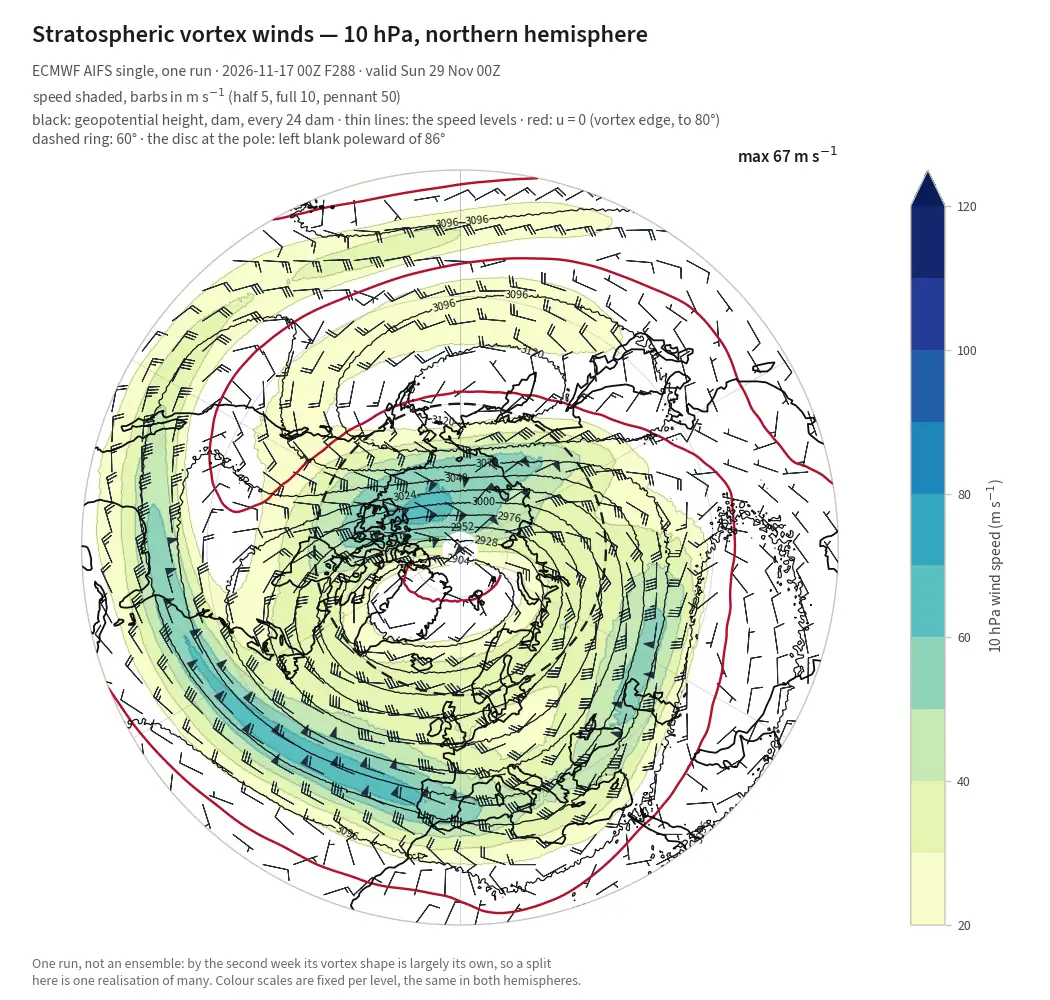 Stratospheric vortex winds — 10 hPa, northern hemisphere
ECMWF AIFS single, one run · 2026-11-17 00Z F288 · valid Sun 29 Nov 00Z
speed shaded, barbs in m s⁻¹ (half 5, full 10, pennant 50)
black: geopotential height, dam, every 24 dam · thin lines: the speed levels · red: u = 0 (vortex edge, to 80°)
dashed ring: 60° · the disc at the pole: left blank poleward of 86°
max 67 m s⁻¹
120
100
80
60
40
20
10 hPa wind speed (m s⁻¹)
3096 3096
3096
3096
3120
3120
3048
3024
3000
2976
2952
2928
2904
3096
One run, not an ensemble: by the second week its vortex shape is largely its own, so a split
here is one realisation of many. Colour scales are fixed per level, the same in both hemispheres.